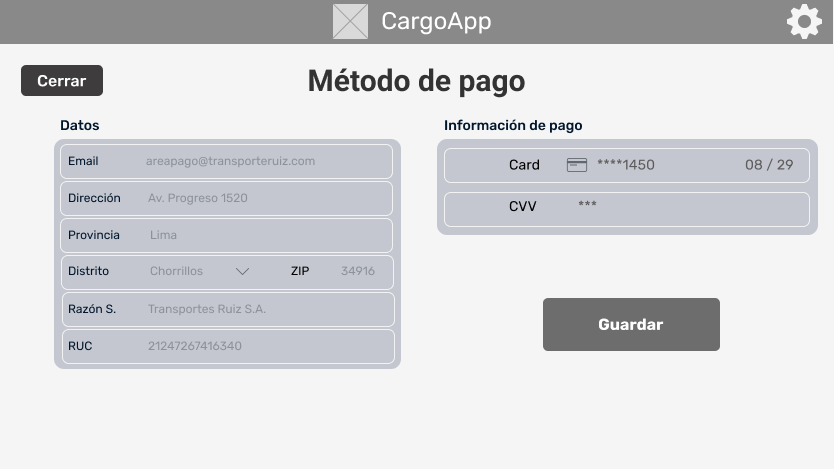 CargoApp
Cerrar
Método de pago
Datos
Email areapago@transporteruiz.com
Dirección Av. Progreso 1520
Provincia Lima
Distrito Chorrillos ZIP 34916
Razón S. Transportes Ruiz S.A.
RUC 21247267416340
Información de pago
Card ****1450 08 / 29
CVV ***
Guardar